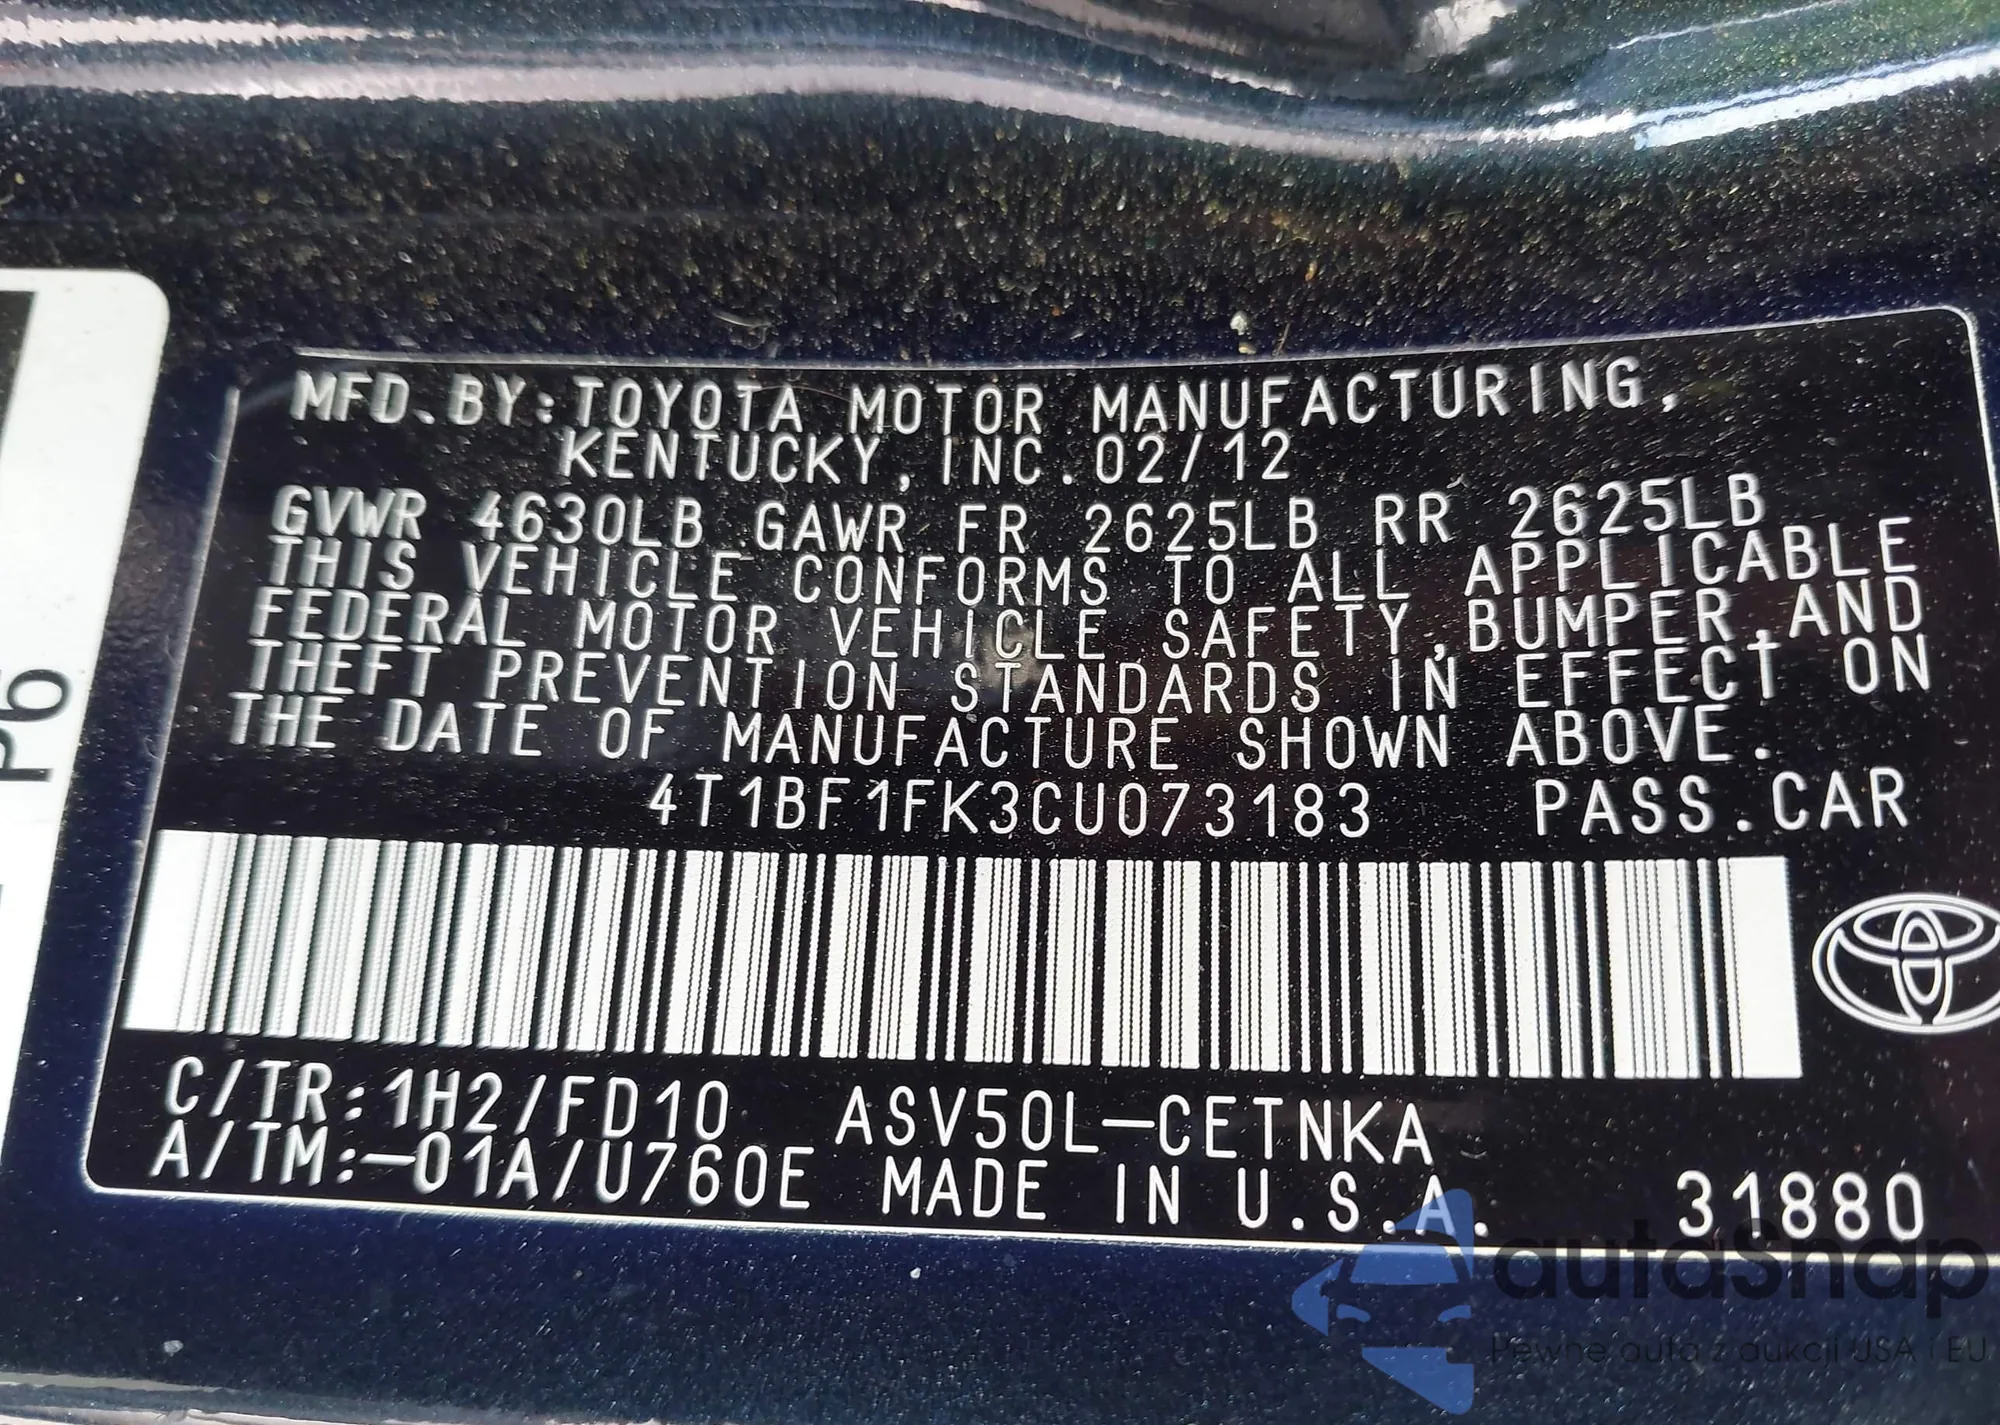 MFD.BY:TOYOTA MOTOR MANUFACTURING,
KENTUCKY,INC.02/12
GVWR 4630LB GAWR FR 2625LB RR 2625LB
THIS VEHICLE CONFORMS TO ALL APPLICABLE
FEDERAL MOTOR VEHICLE SAFETY,BUMPER,AND
THEFT PREVENTION STANDARDS IN EFFECT ON
THE DATE OF MANUFACTURE SHOWN ABOVE.
4T1BF1FK3CU073183 PASS.CAR
C/TR:1H2/FD10 ASV50L-CETNKA
A/TM:-01A/U760E MADE IN U.S.A. 31880
P6
autoSnap
Pewne auta z aukcji USA i EU